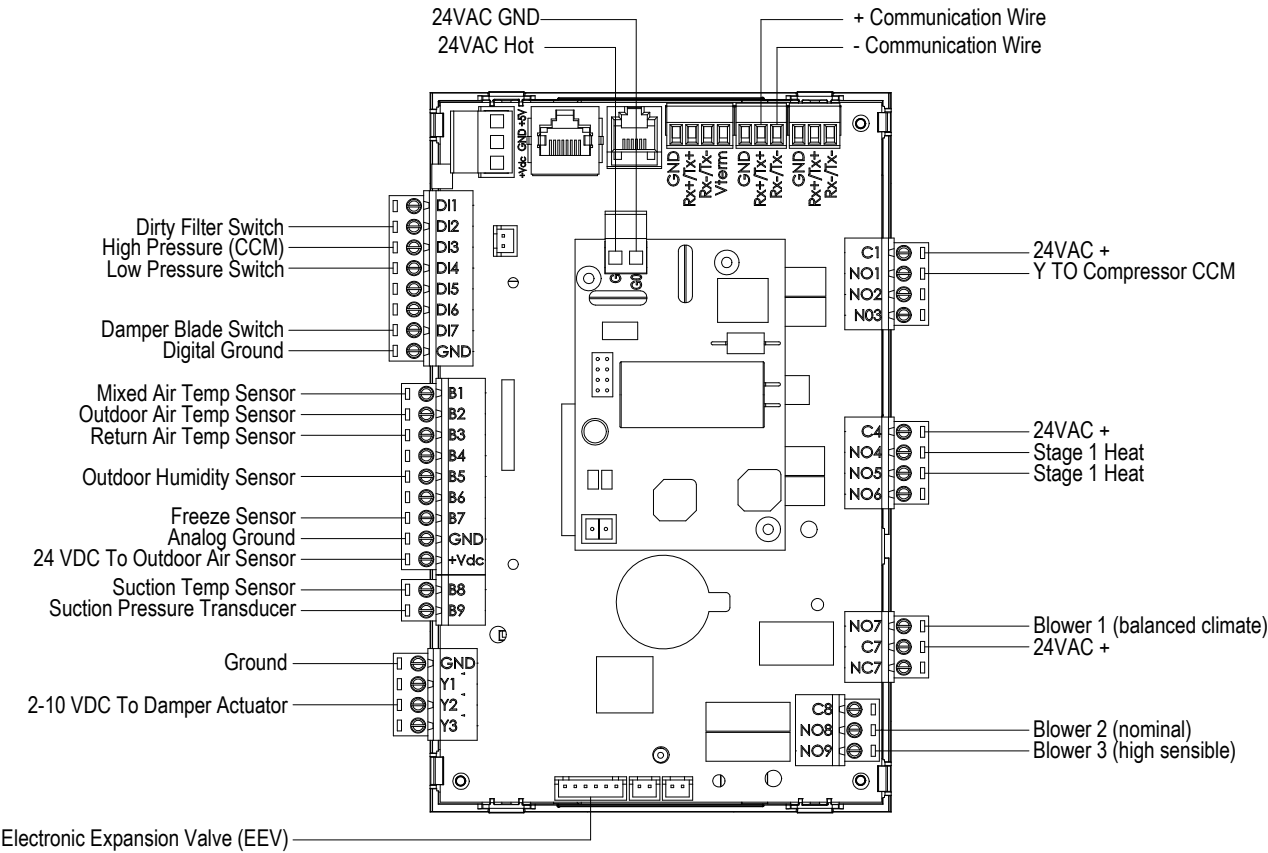 24VAC GND
24VAC Hot
+ Communication Wire
- Communication Wire
+Vdc GND +5V
GND
Rx+/Tx+
Rx-/Tx-
Vterm
GND
Rx+/Tx+
Rx-/Tx-
GND
Rx+/Tx+
Rx-/Tx-
G
G0
DI1
Dirty Filter Switch DI2
High Pressure (CCM) DI3
Low Pressure Switch DI4
DI5
DI6
Damper Blade Switch DI7
Digital Ground GND
Mixed Air Temp Sensor B1
Outdoor Air Temp Sensor B2
Return Air Temp Sensor B3
B4
Outdoor Humidity Sensor B5
B6
Freeze Sensor B7
Analog Ground GND
24 VDC To Outdoor Air Sensor +Vdc
Suction Temp Sensor B8
Suction Pressure Transducer B9
Ground GND
Y1
2-10 VDC To Damper Actuator Y2
Y3
C1 24VAC +
NO1 Y TO Compressor CCM
NO2
N03
C4 24VAC +
NO4 Stage 1 Heat
NO5 Stage 1 Heat
NO6
NO7 Blower 1 (balanced climate)
C7 24VAC +
NC7
C8
NO8 Blower 2 (nominal)
NO9 Blower 3 (high sensible)
Electronic Expansion Valve (EEV)